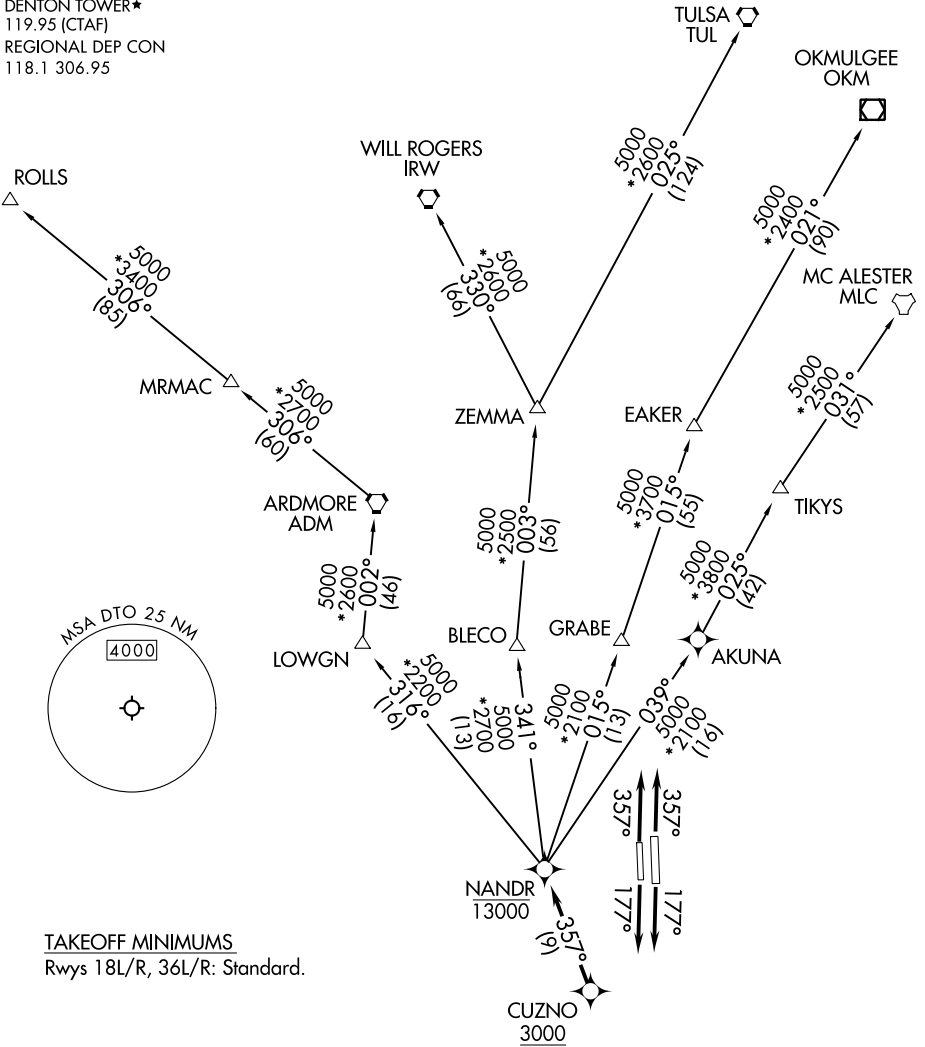 DENTON TOWER★
119.95 (CTAF)
REGIONAL DEP CON
118.1 306.95
TULSA
TUL
OKMULGEE
OKM
WILL ROGERS
IRW
5000
*2600
025°
(124)
ROLLS
5000
*2400
021°
(90)
5000
*3400
306°
(85)
5000
*2600
330°
(66)
MC ALESTER
MLC
MRMAC
5000
*2700
306°
(60)
ZEMMA
EAKER
5000
*2500
031°
(57)
ARDMORE
ADM
5000
*2500
003°
(56)
5000
*3700
015°
(55)
TIKYS
5000
*2600
002°
(46)
5000
*3800
025°
(42)
MSA DTO 25 NM
4000
LOWGN
BLECO
GRABE
AKUNA
5000
*2200
316°
(16)
341°
5000
*2700
(13)
5000
*2100
015°
(13)
039°
5000
*2100
(16)
357°
357°
177°
177°
NANDR
13000
357°
(9)
TAKEOFF MINIMUMS
Rwys 18L/R, 36L/R: Standard.
CUZNO
3000